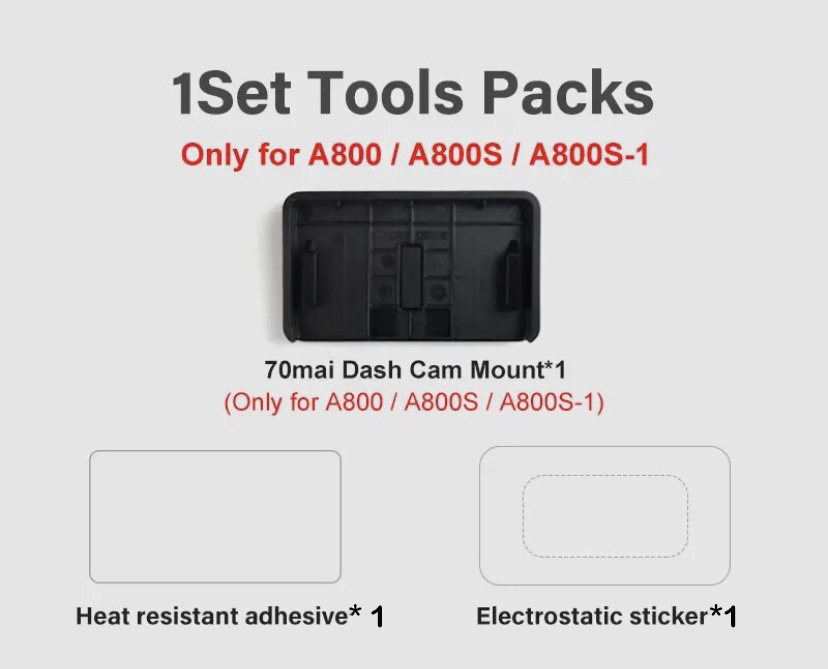 1Set Tools Packs
Only for A800 / A800S / A800S-1
70mai Dash Cam Mount*1
(Only for A800 / A800S / A800S-1)
Heat resistant adhesive* 1
Electrostatic sticker*1